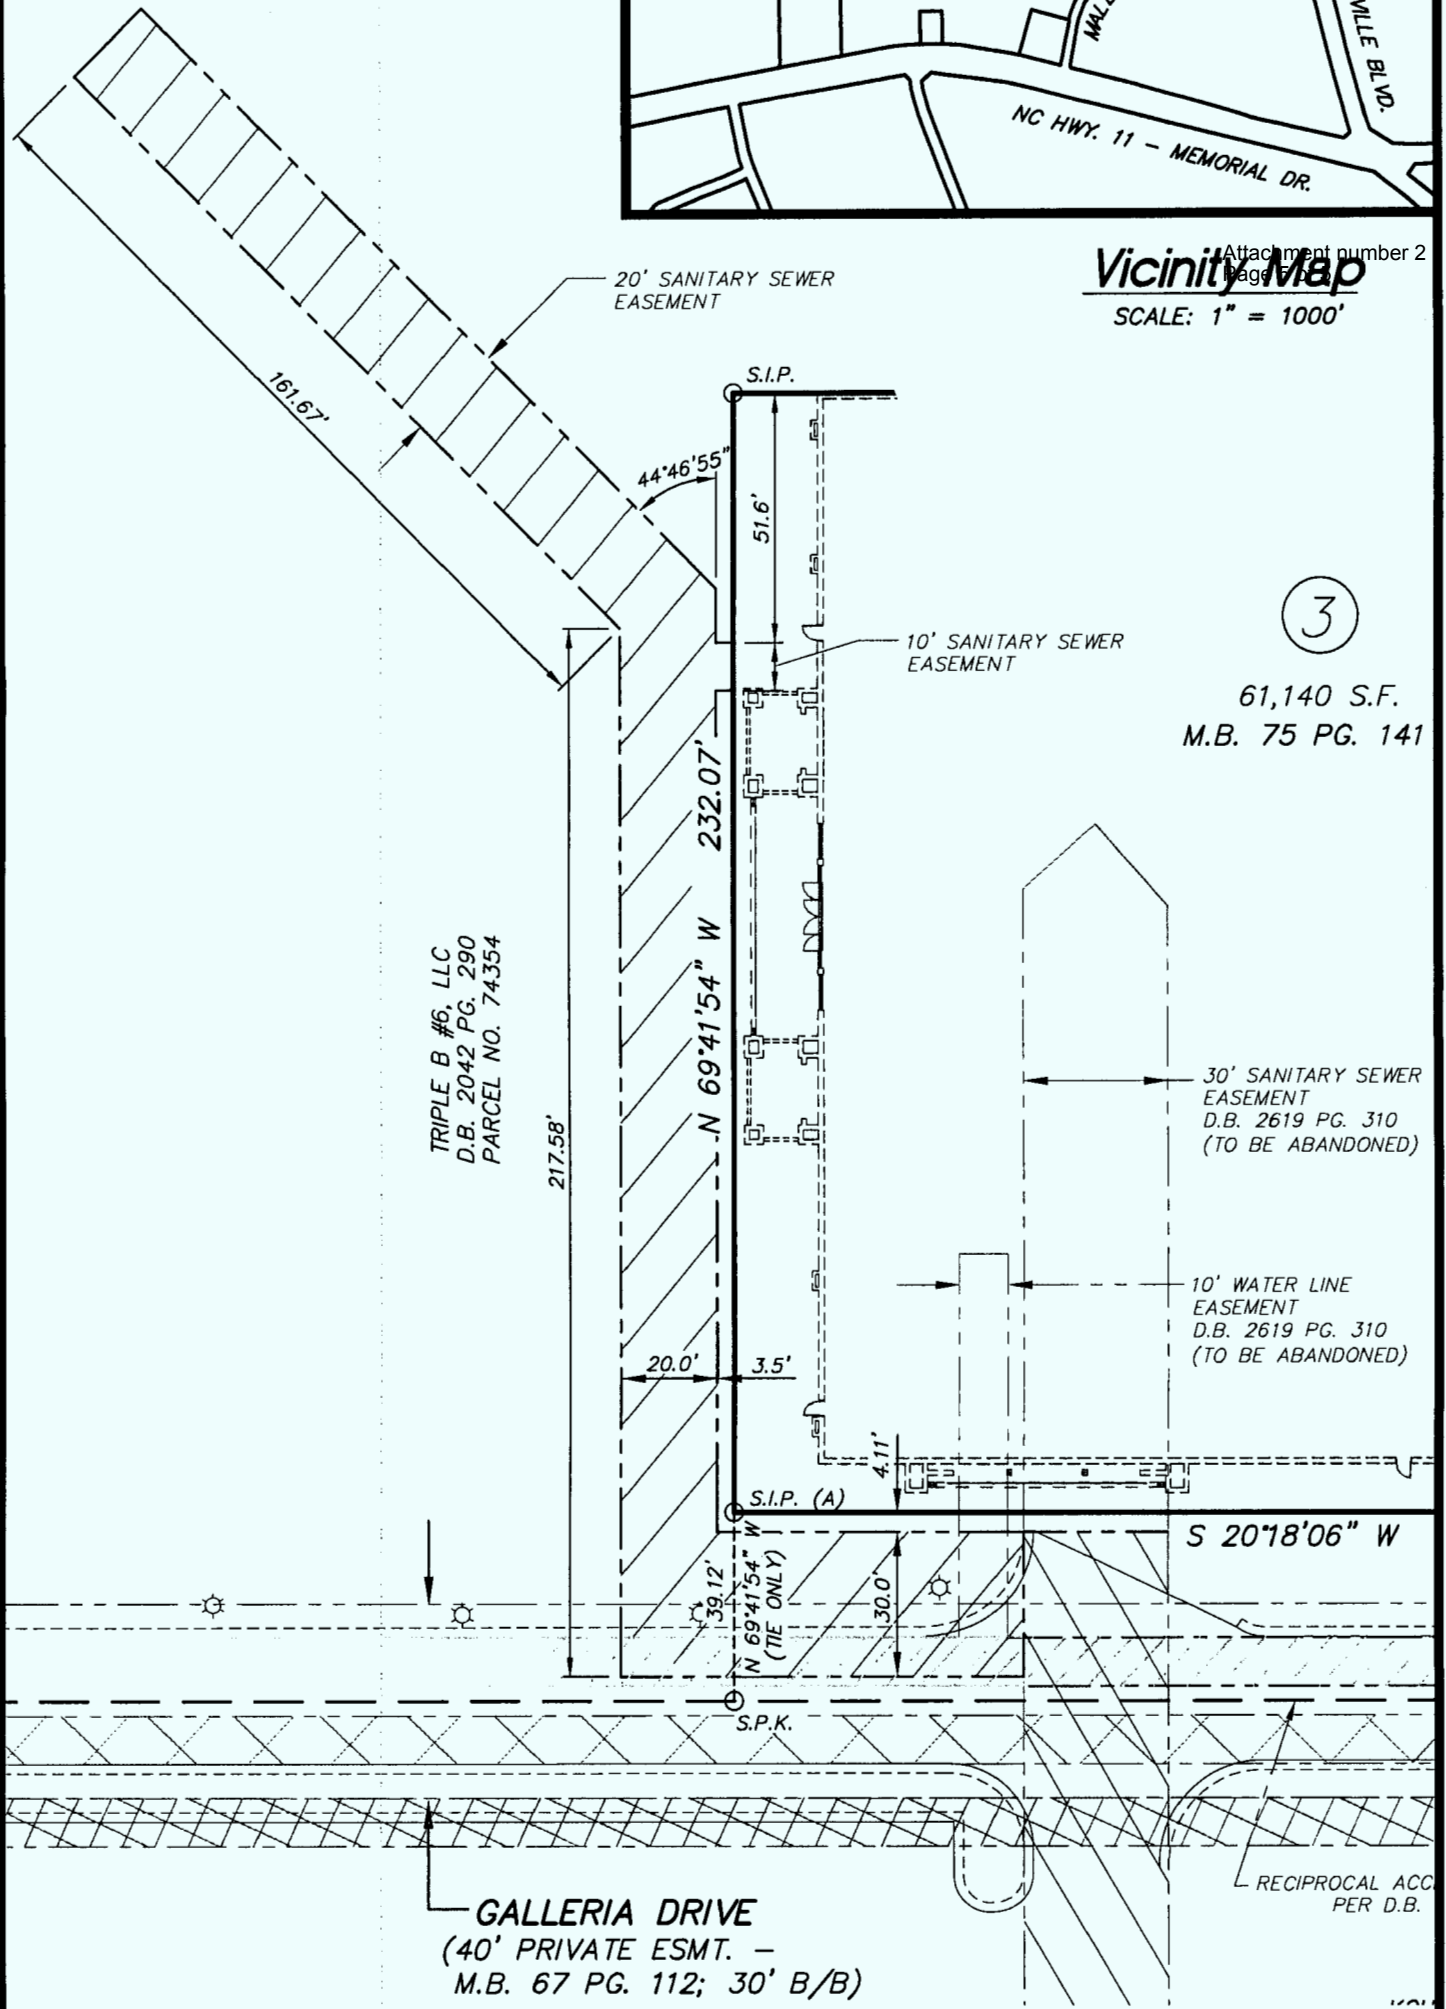 VILLE BLVD.
NC HWY. 11 - MEMORIAL DR.
Attachment number 2
Vicinity Map
SCALE: 1" = 1000'
20' SANITARY SEWER
EASEMENT
161.67'
S.I.P.
44°46'55"
51.6'
10' SANITARY SEWER
EASEMENT
3
61,140 S.F.
M.B. 75 PG. 141
N 69°41'54" W 232.07'
TRIPLE B #6, LLC
D.B. 2042 PG. 290
PARCEL NO. 74354
217.58'
30' SANITARY SEWER
EASEMENT
D.B. 2619 PG. 310
(TO BE ABANDONED)
10' WATER LINE
EASEMENT
D.B. 2619 PG. 310
(TO BE ABANDONED)
20.0'
3.5'
4.11'
S.I.P. (A)
S 20°18'06" W
39.12'
N 69°41'54" W
(TIE ONLY)
30.0'
S.P.K.
RECIPROCAL ACC
PER D.B.
GALLERIA DRIVE
(40' PRIVATE ESMT. -
M.B. 67 PG. 112; 30' B/B)